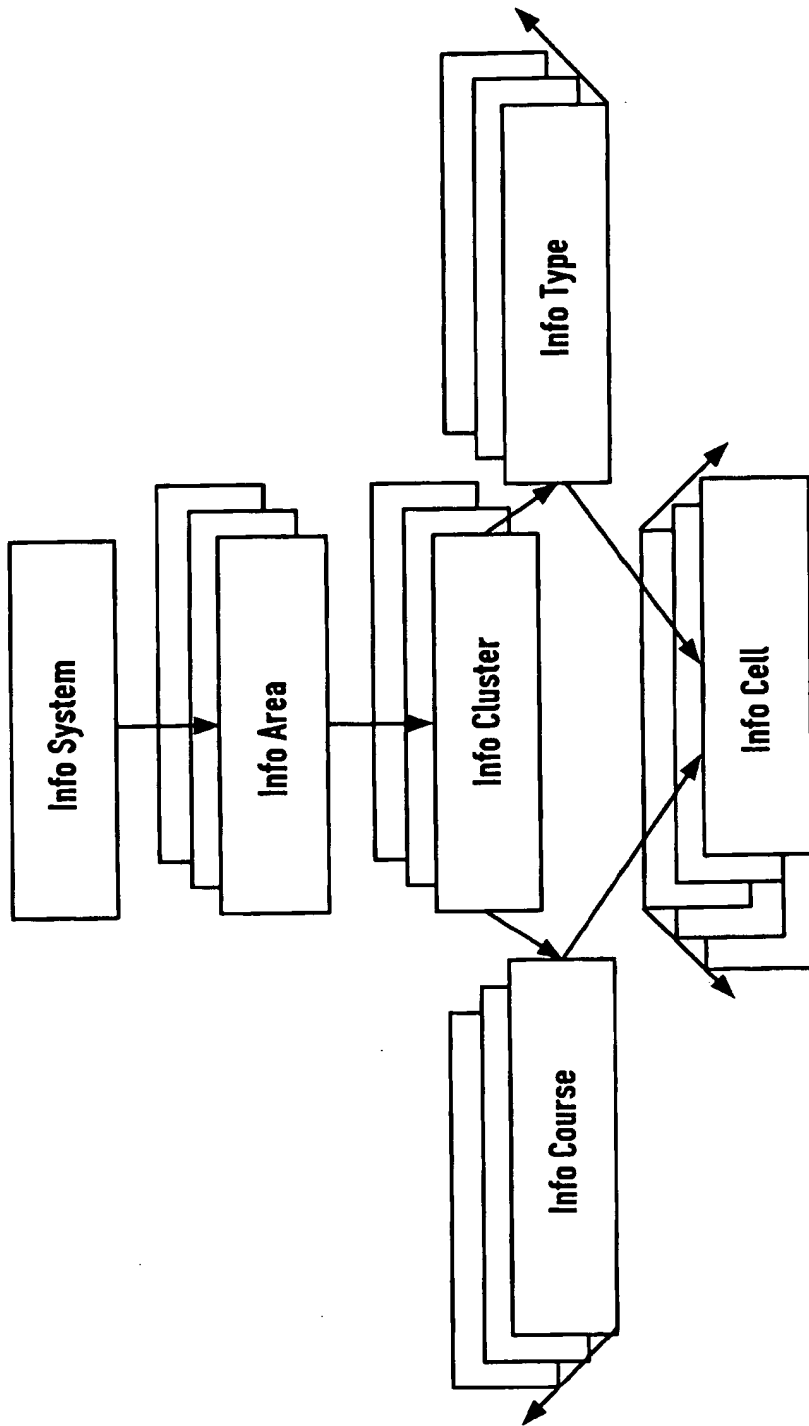 Info System
Info Area
Info Cluster
Info Course
Info Type
Info Cell